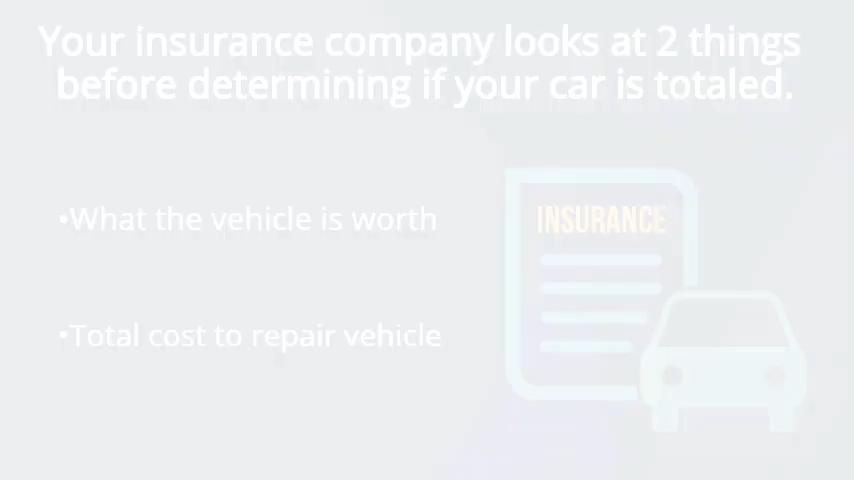 Your insurance company looks at 2 things
before determining if your car is totaled.
•What the vehicle is worth
INSURANCE
•Total cost to repair vehicle